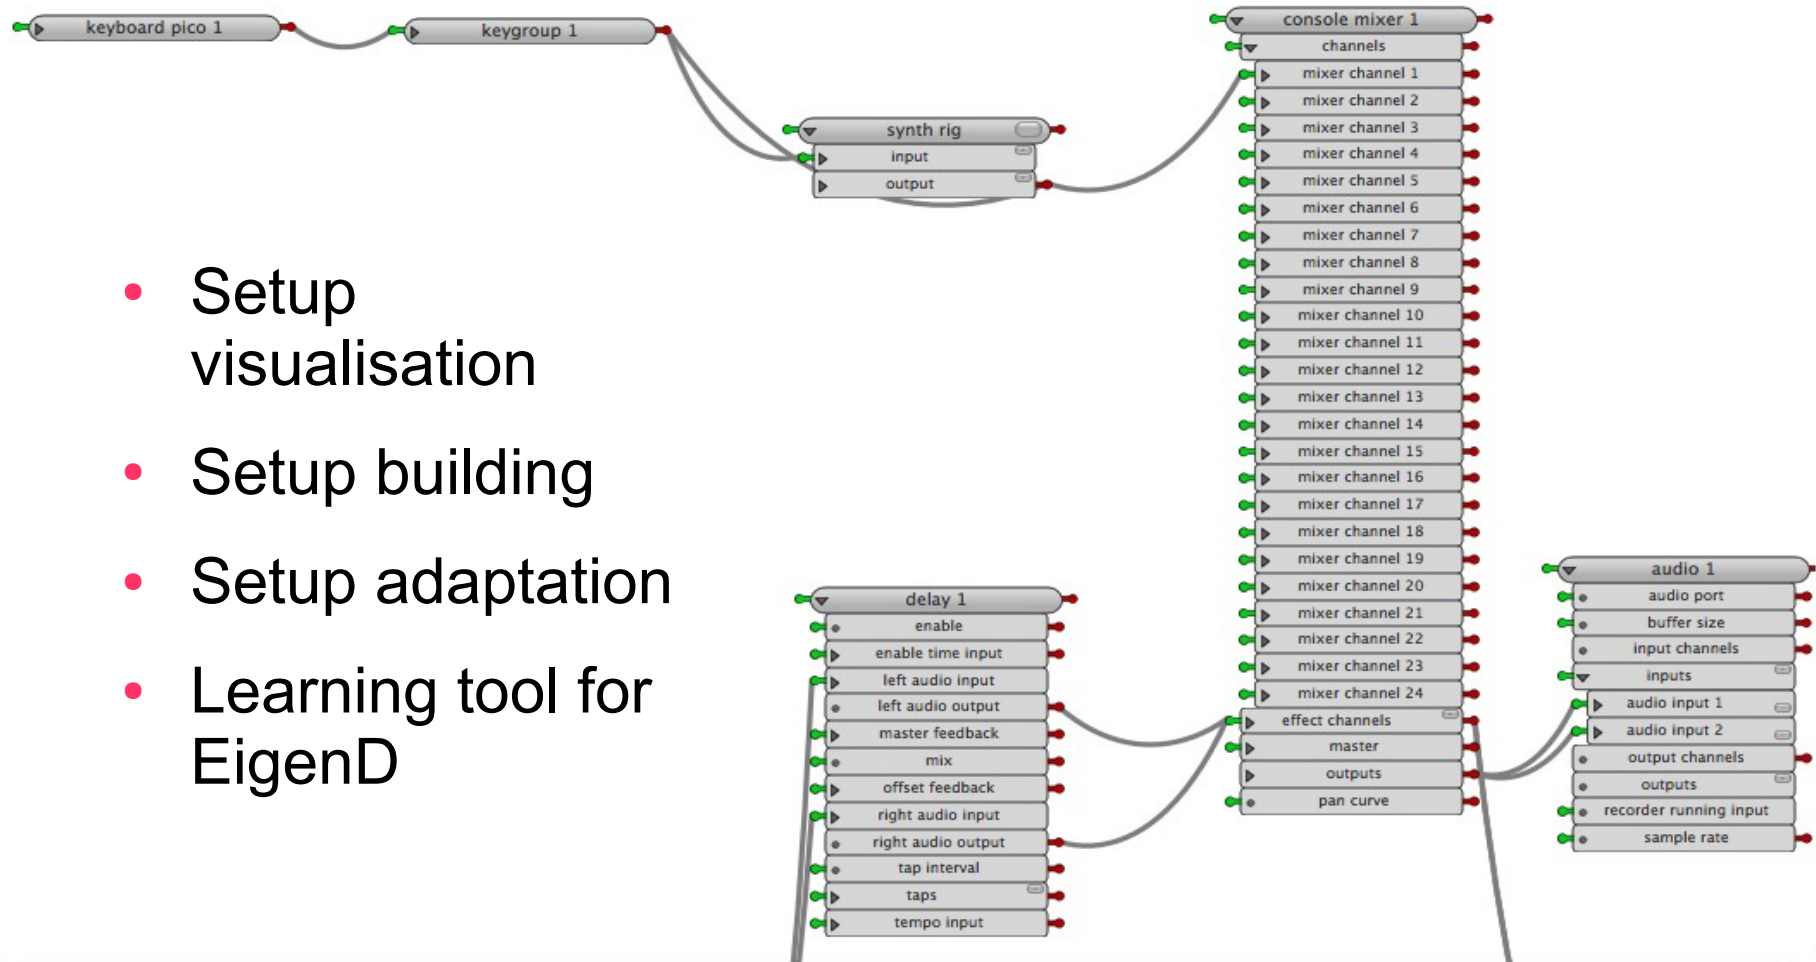 keyboard pico 1
keygroup 1
synth rig
input
output
console mixer 1
channels
mixer channel 1
mixer channel 2
mixer channel 3
mixer channel 4
mixer channel 5
mixer channel 6
mixer channel 7
mixer channel 8
mixer channel 9
mixer channel 10
mixer channel 11
mixer channel 12
mixer channel 13
mixer channel 14
mixer channel 15
mixer channel 16
mixer channel 17
mixer channel 18
mixer channel 19
mixer channel 20
mixer channel 21
mixer channel 22
mixer channel 23
mixer channel 24
effect channels
master
outputs
pan curve
• Setup
visualisation
• Setup building
• Setup adaptation
• Learning tool for
EigenD
delay 1
enable
enable time input
left audio input
left audio output
master feedback
mix
offset feedback
right audio input
right audio output
tap interval
taps
tempo input
audio 1
audio port
buffer size
input channels
inputs
audio input 1
audio input 2
output channels
outputs
recorder running input
sample rate